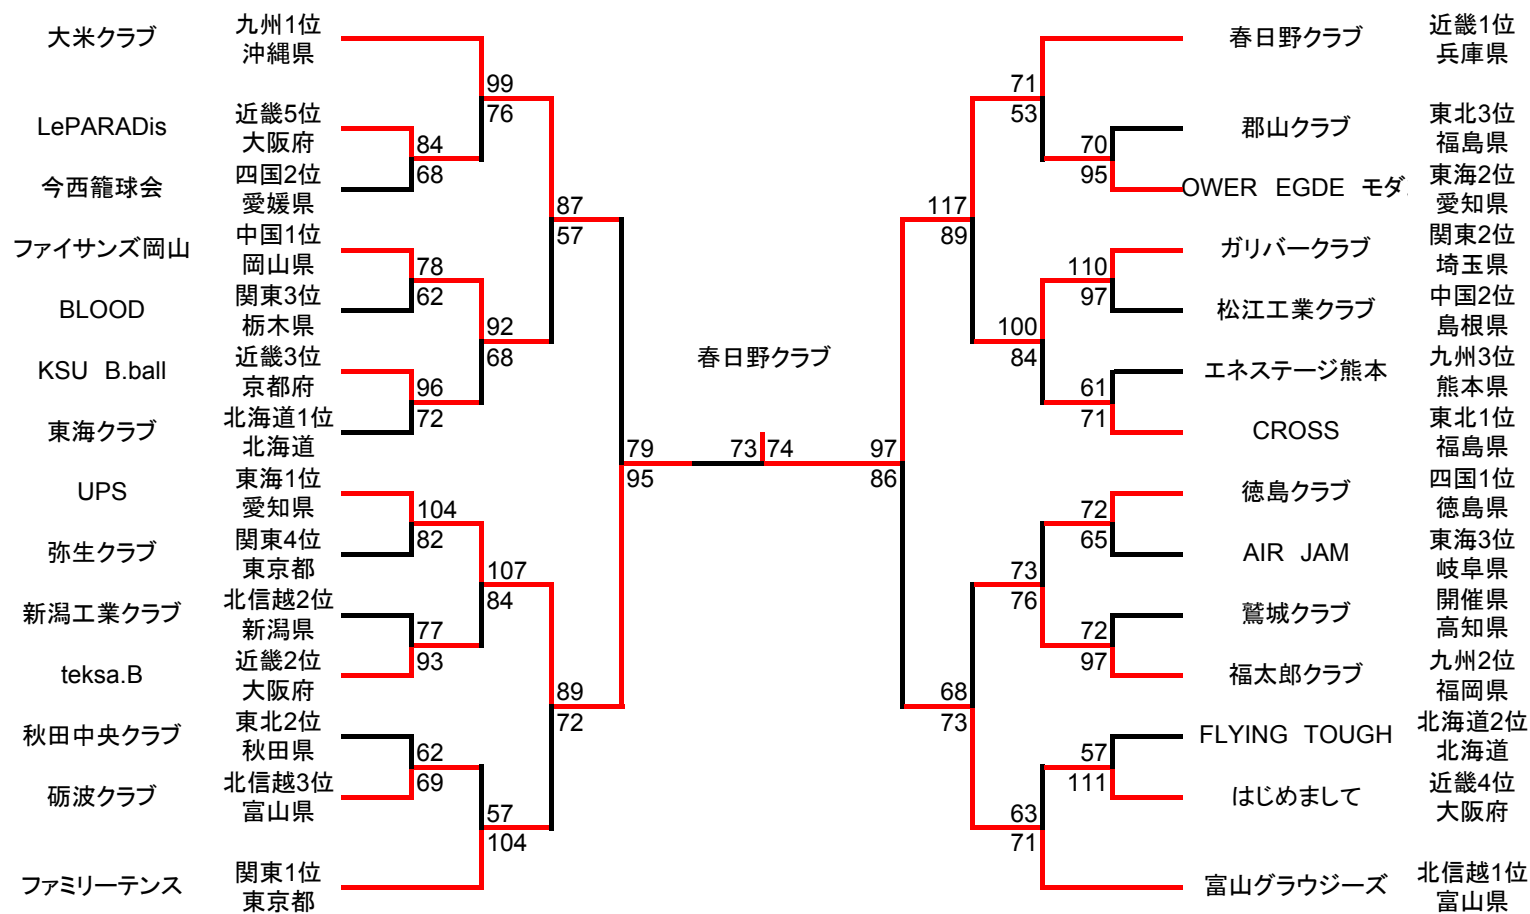 大米クラブ
九州1位
沖縄県
99
76
LePARADis
近畿5位
大阪府
84
68
今西籠球会
四国2位
愛媛県
87
57
ファイサンズ岡山
中国1位
岡山県
78
62
BLOOD
関東3位
栃木県
92
68
KSU B.ball
近畿3位
京都府
96
72
東海クラブ
北海道1位
北海道
79
95
UPS
東海1位
愛知県
104
82
弥生クラブ
関東4位
東京都
107
84
新潟工業クラブ
北信越2位
新潟県
77
93
teksa.B
近畿2位
大阪府
89
72
秋田中央クラブ
東北2位
秋田県
62
69
砺波クラブ
北信越3位
富山県
57
104
ファミリーテンス
関東1位
東京都
春日野クラブ
73 74
春日野クラブ
近畿1位
兵庫県
71
53
郡山クラブ
東北3位
福島県
70
95
OWER EGDE モダ
東海2位
愛知県
117
89
ガリバークラブ
関東2位
埼玉県
110
97
松江工業クラブ
中国2位
島根県
100
84
エネステージ熊本
九州3位
熊本県
61
71
CROSS
東北1位
福島県
97
86
徳島クラブ
四国1位
徳島県
72
65
AIR JAM
東海3位
岐阜県
73
76
鷲城クラブ
開催県
高知県
72
97
福太郎クラブ
九州2位
福岡県
68
73
FLYING TOUGH
北海道2位
北海道
57
111
はじめまして
近畿4位
大阪府
63
71
富山グラウジーズ
北信越1位
富山県